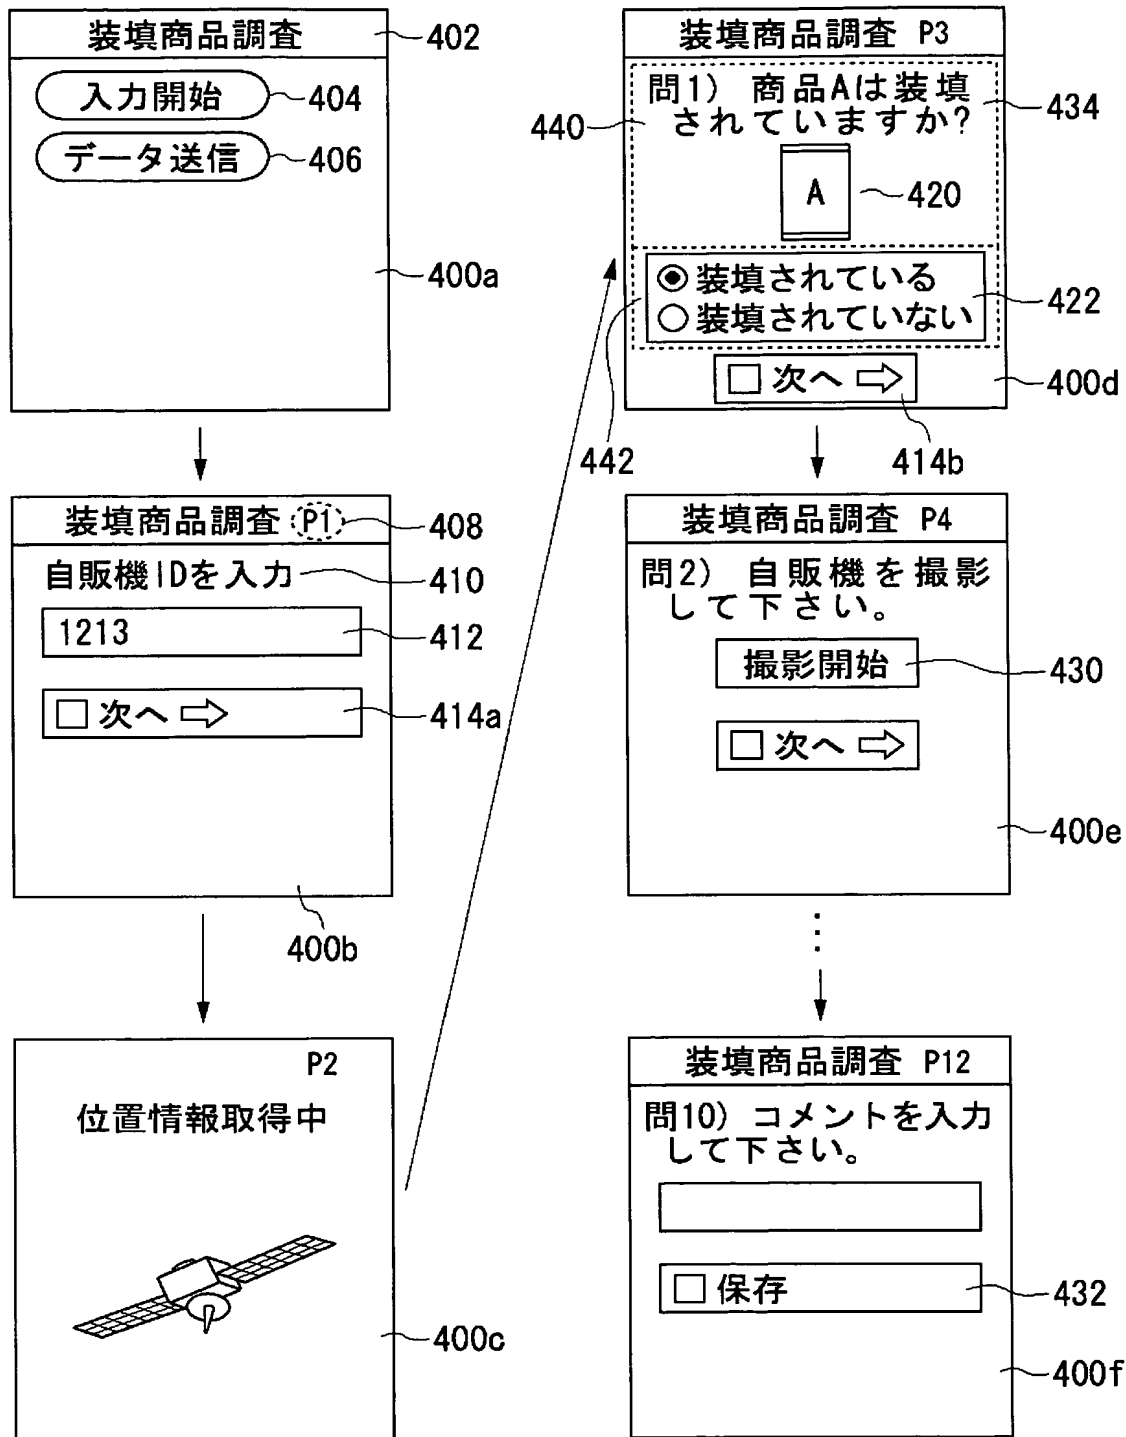 装填商品調査
402
入力開始
404
データ送信
406
400a
装填商品調査 P1
408
自販機IDを入力
410
1213
412
□ 次へ ⇨
414a
400b
P2
位置情報取得中
400c
装填商品調査 P3
問1) 商品Aは装填
されていますか?
434
440
A
420
装填されている
装填されていない
422
442
□ 次へ ⇨
414b
400d
装填商品調査 P4
問2) 自販機を撮影
して下さい。
撮影開始
430
□ 次へ ⇨
400e
装填商品調査 P12
問10) コメントを入力
して下さい。
□ 保存
432
400f